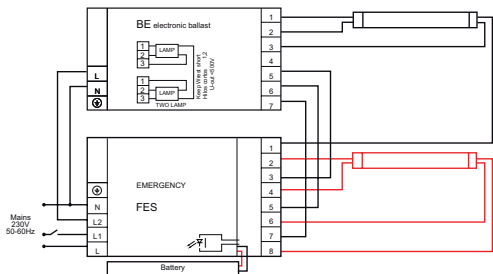 BE electronic ballast
1
2
3
LAMP
1
2
3
LAMP
TWO LAMP
Keep Wires short
U-out =500V
1
2
3
4
5
6
7
L
N
EMERGENCY
FES
N
L2
L1
L
1
2
3
4
5
6
7
8
Mains
230V
50-60Hz
Battery